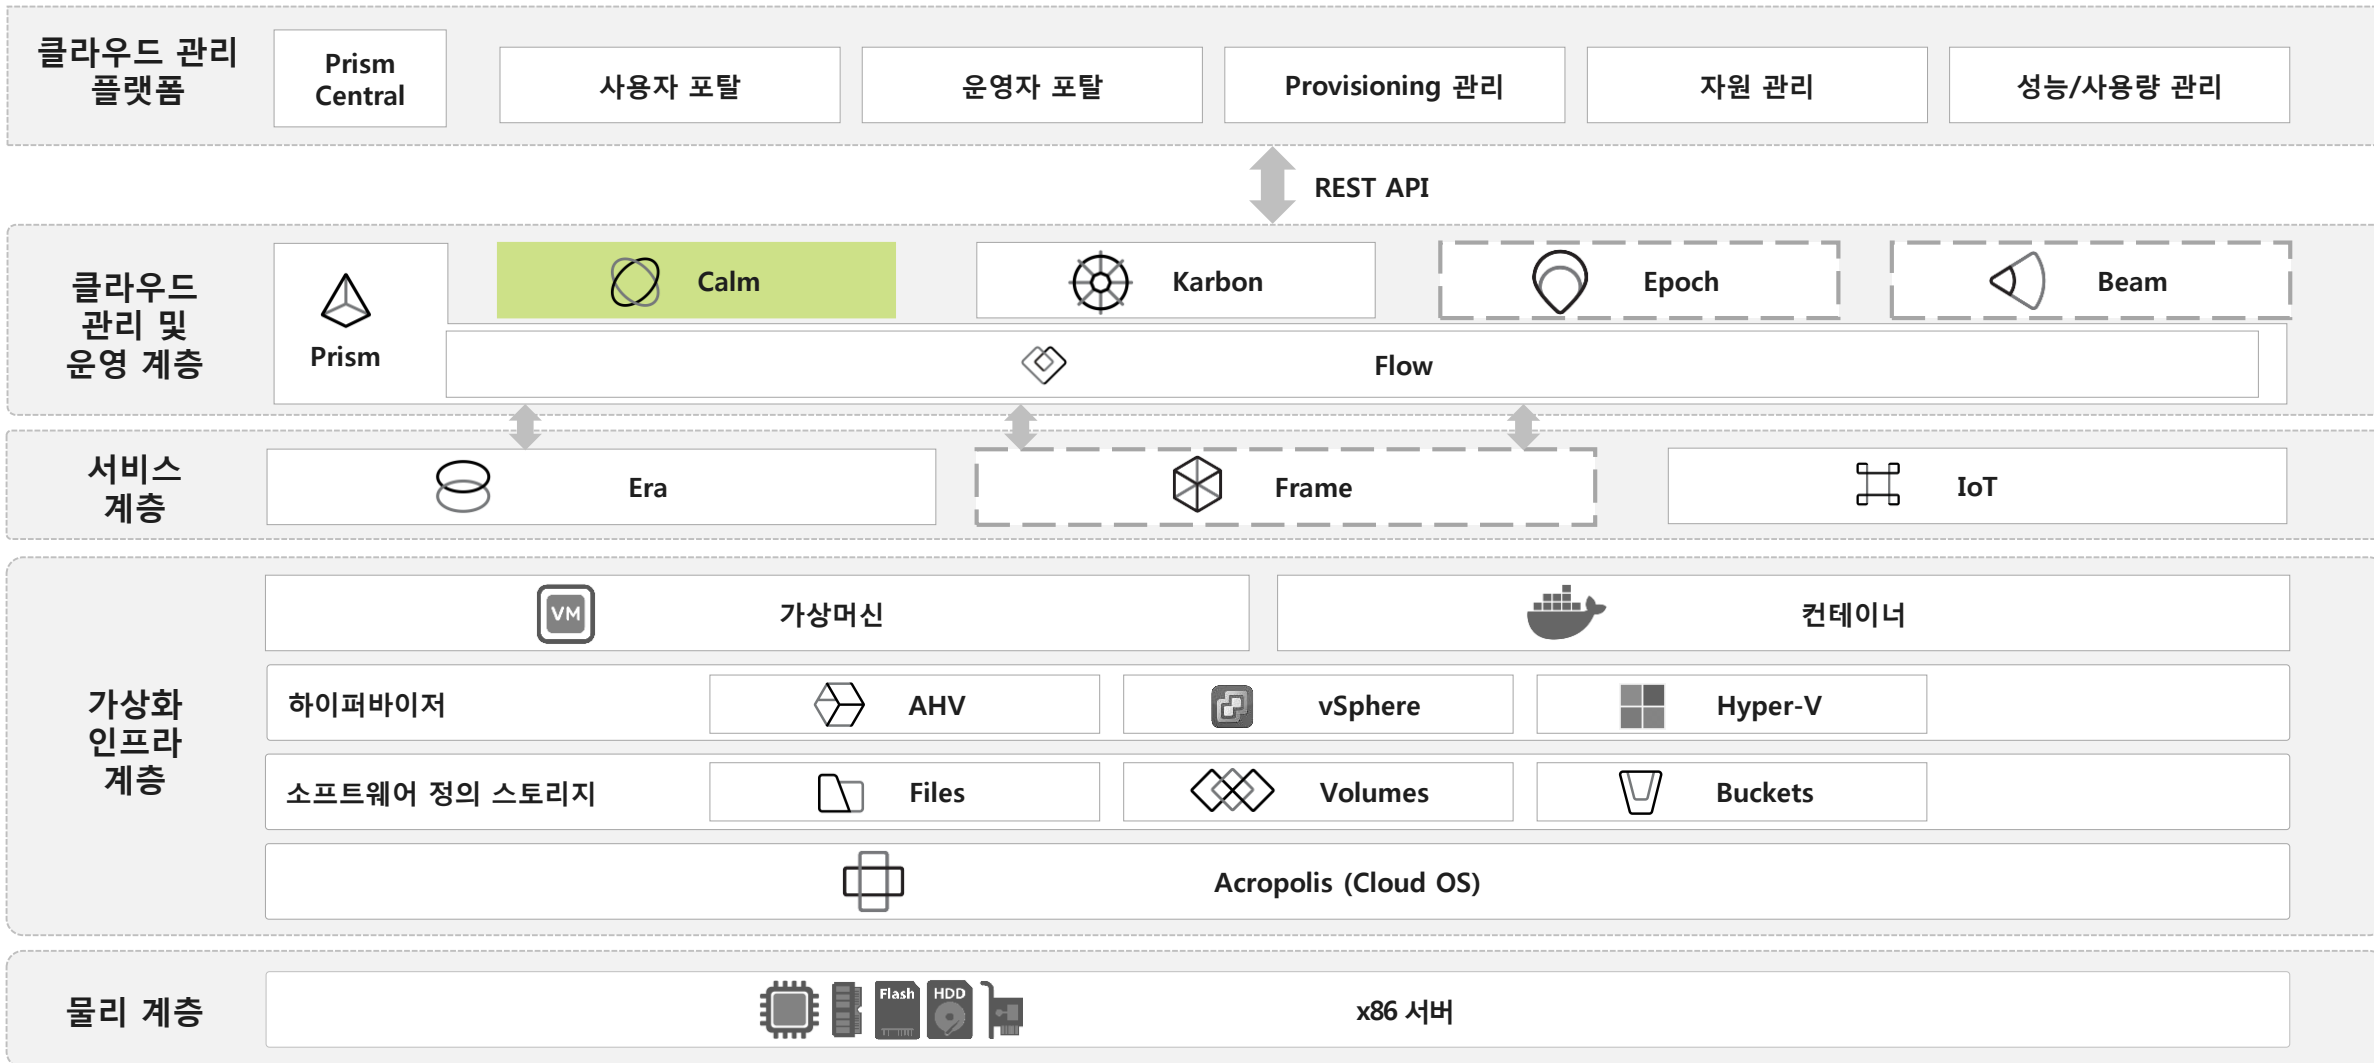 클라우드 관리
플랫폼
Prism
Central
사용자 포탈
운영자 포탈
Provisioning 관리
자원 관리
성능/사용량 관리
REST API
클라우드
관리 및
운영 계층
Prism
Calm
Karbon
Epoch
Beam
Flow
서비스
계층
Era
Frame
IoT
가상화
인프라
계층
VM
가상머신
컨테이너
하이퍼바이저
AHV
vSphere
Hyper-V
소프트웨어 정의 스토리지
Files
Volumes
Buckets
Acropolis (Cloud OS)
물리 계층
Flash
HDD
x86 서버